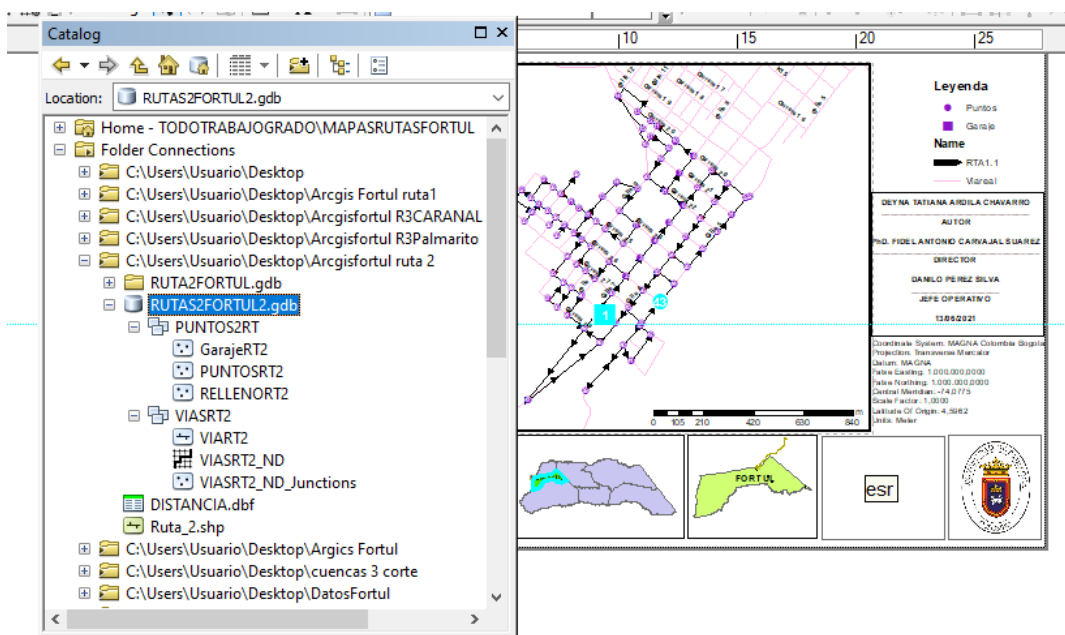 Catalog
Location: RUTAS2FORTUL2.gdb
Home - TODOTRABAJOGRADO\MAPASRUTASFORTUL
Folder Connections
C:\Users\Usuario\Desktop
C:\Users\Usuario\Desktop\Arcgis Fortul ruta1
C:\Users\Usuario\Desktop\Arcgisfortul R3CARANAL
C:\Users\Usuario\Desktop\Arcgisfortul R3Palmarito
C:\Users\Usuario\Desktop\Arcgisfortul ruta 2
RUTA2FORTUL.gdb
RUTAS2FORTUL2.gdb
PUNTOS2RT
GarajeRT2
PUNTOSRT2
RELLENORT2
VIASRT2
VIART2
VIASRT2_ND
VIASRT2_ND_Junctions
DISTANCIA.dbf
Ruta_2.shp
C:\Users\Usuario\Desktop\Argics Fortul
C:\Users\Usuario\Desktop\cuencas 3 corte
C:\Users\Usuario\Desktop\DatosFortul
10 15 20 25
1
43
0 105 210 420 630 840 m
Leyenda
Puntos
Garaje
Name
RTA1.1
Viareal
DEYNA TATIANA ARDILA CHAVARRO
AUTOR
PhD. FIDEL ANTONIO CARVAJAL SUAREZ
DIRECTOR
DANILO PEREZ SILVA
JEFE OPERATIVO
13/06/2021
Coordinate System: MAGNA Colombia Bogota
Projection: Transverse Mercator
Datum: MAGNA
False Easting: 1.000.000,0000
False Northing: 1.000.000,0000
Central Meridian: -74,0775
Scale Factor: 1,0000
Latitude Of Origin: 4,5962
Units: Meter
FORTUL
esr